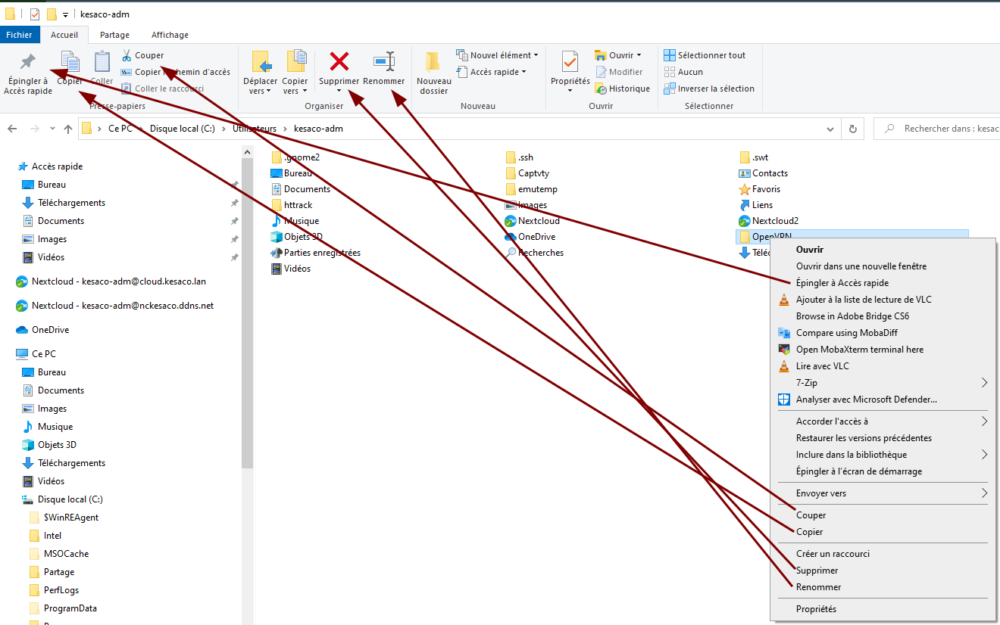 kesaco-adm
Fichier Accueil Partage Affichage
Épingler à Accès rapide
Copier
Coller
Couper
Copier le chemin d'accès
Coller le raccourci
Presse-papiers
Déplacer vers
Copier vers
Supprimer
Renommer
Organiser
Nouveau dossier
Nouvel élément
Accès rapide
Nouveau
Propriétés
Ouvrir
Modifier
Historique
Ouvrir
Sélectionner tout
Aucun
Inverser la sélection
Sélectionner
Ce PC > Disque local (C:) > Utilisateurs > kesaco-adm
Rechercher dans : kesac
Accès rapide
Bureau
Téléchargements
Documents
Images
Vidéos
Nextcloud - kesaco-adm@cloud.kesaco.lan
Nextcloud - kesaco-adm@nckesaco.ddns.net
OneDrive
Ce PC
Bureau
Documents
Images
Musique
Objets 3D
Téléchargements
Vidéos
Disque local (C:)
$WinREAgent
Intel
MSOCache
Partage
PerfLogs
ProgramData
.gnome2
Bureau
Documents
httrack
Musique
Objets 3D
Parties enregistrées
Vidéos
.ssh
Captvty
emutemp
Images
Nextcloud
OneDrive
Recherches
.swt
Contacts
Favoris
Liens
Nextcloud2
OpenVPN
Téléc
Ouvrir
Ouvrir dans une nouvelle fenêtre
Épingler à Accès rapide
Ajouter à la liste de lecture de VLC
Browse in Adobe Bridge CS6
Compare using MobaDiff
Open MobaXterm terminal here
Lire avec VLC
7-Zip
Analyser avec Microsoft Defender...
Accorder l'accès à
Restaurer les versions précédentes
Inclure dans la bibliothèque
Épingler à l'écran de démarrage
Envoyer vers
Couper
Copier
Créer un raccourci
Supprimer
Renommer
Propriétés